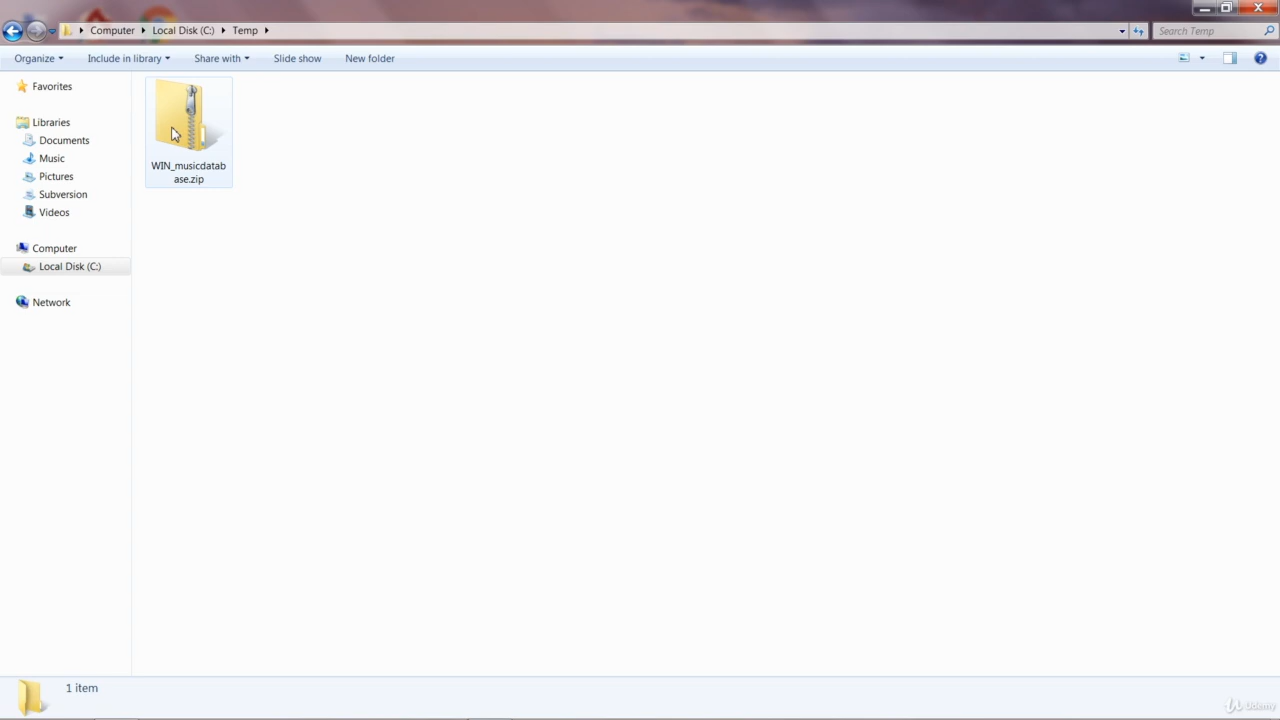 Computer Local Disk (C:) Temp
Search Temp
Organize Include in library Share with Slide show New folder
Favorites
Libraries
Documents
Music
Pictures
Subversion
Videos
Computer
Local Disk (C:)
Network
WIN_musicdatab
ase.zip
1 item
Udemy